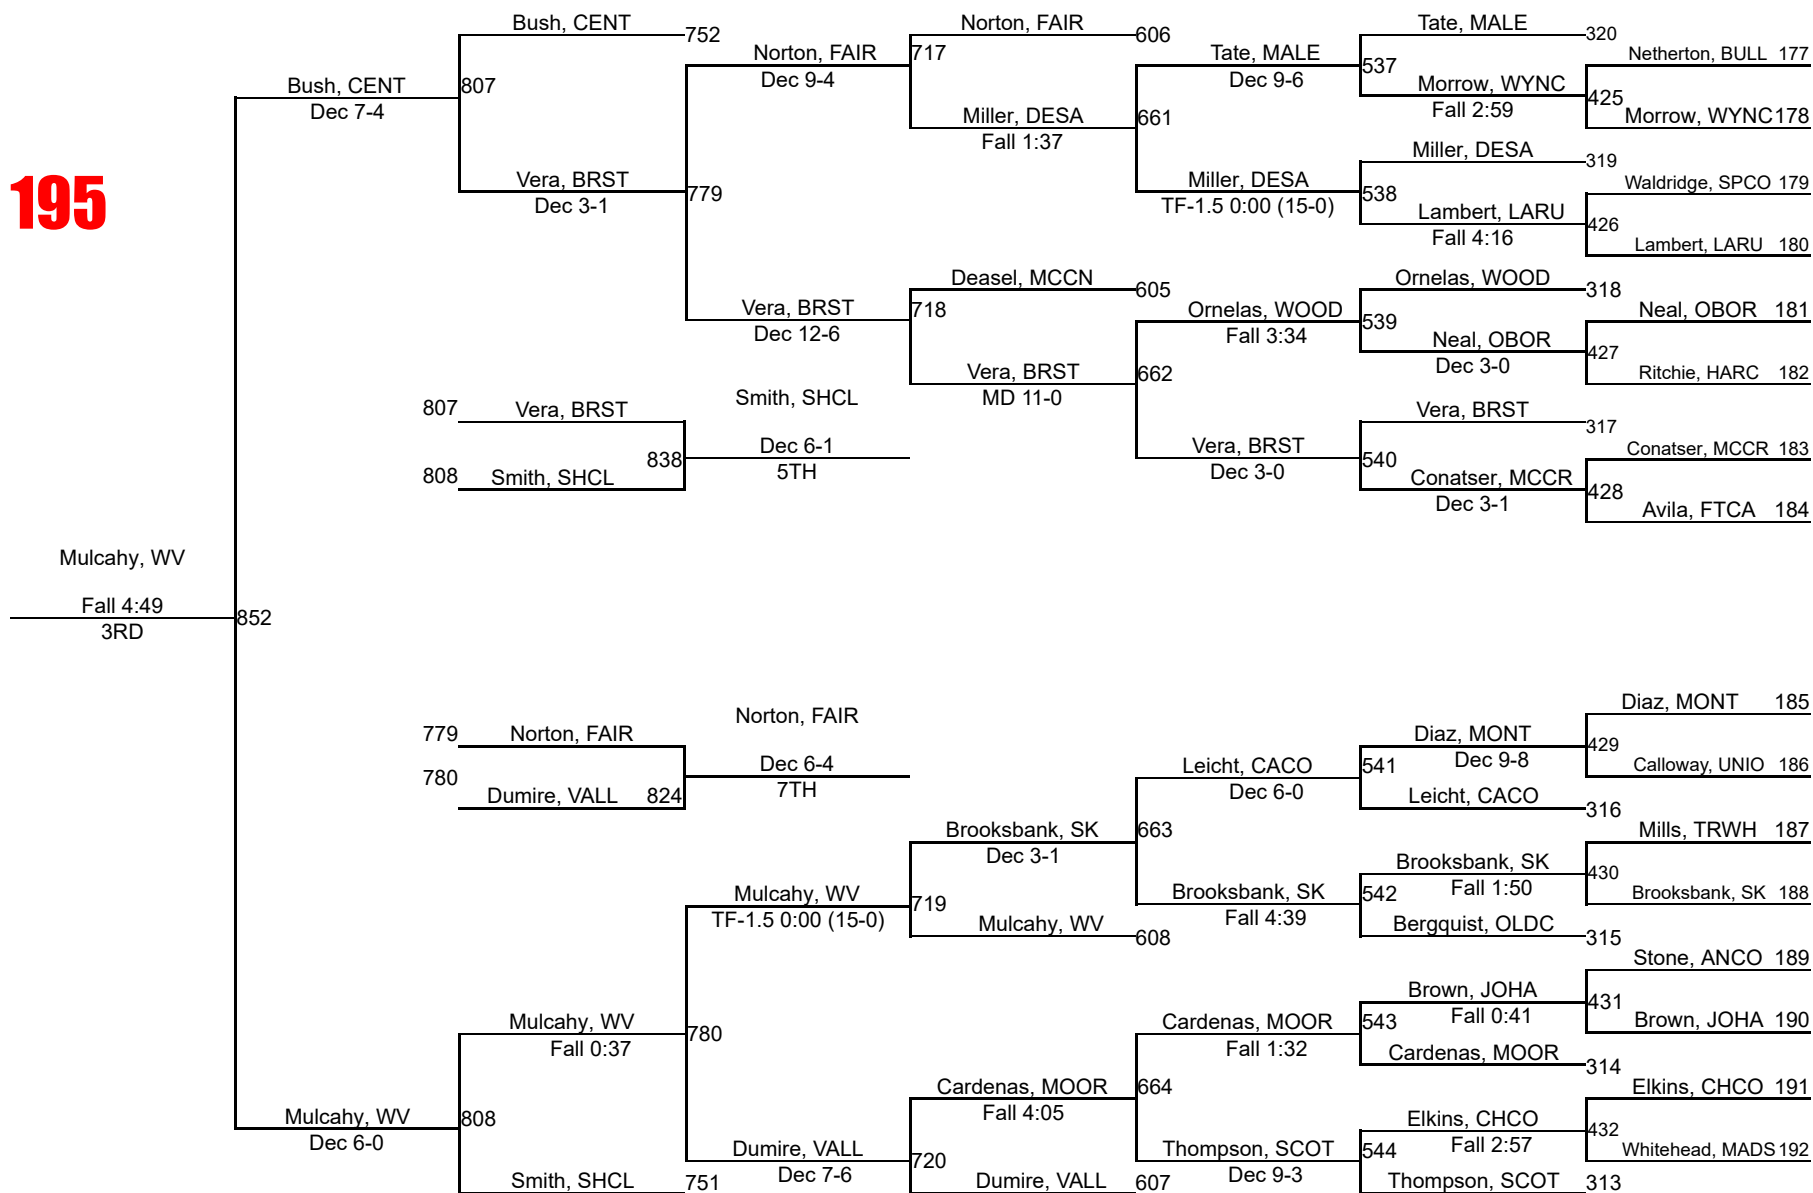 Bush, CENT
752
Norton, FAIR
606
Tate, MALE
320
Norton, FAIR
717
Tate, MALE
537
Netherton, BULL 177
Dec 9-4
Dec 9-6
Bush, CENT
807
Morrow, WYNC
425
Dec 7-4
Fall 2:59
Miller, DESA
661
Morrow, WYNC 178
Fall 1:37
Miller, DESA
319
195
Vera, BRST
779
Miller, DESA
538
Waldridge, SPCO 179
Dec 3-1
TF-1.5 0:00 (15-0)
Lambert, LARU
426
Fall 4:16
Lambert, LARU 180
Deasel, MCCN
605
Ornelas, WOOD
318
Vera, BRST
718
Ornelas, WOOD
539
Neal, OBOR 181
Dec 12-6
Fall 3:34
Neal, OBOR
427
Dec 3-0
Vera, BRST
662
Ritchie, HARC 182
MD 11-0
Smith, SHCL
807
Vera, BRST
Vera, BRST
317
Dec 6-1
838
5TH
Vera, BRST
540
Conatser, MCCR 183
Dec 3-0
808
Smith, SHCL
Conatser, MCCR
428
Dec 3-1
Avila, FTCA 184
Mulcahy, WV
Fall 4:49
852
3RD
Diaz, MONT 185
Norton, FAIR
779
Norton, FAIR
Diaz, MONT
429
Dec 9-8
Dec 6-4
7TH
Leicht, CACO
541
Calloway, UNIO 186
Dec 6-0
780
Dumire, VALL
824
Leicht, CACO
316
Brooksbank, SK
663
Mills, TRWH 187
Dec 3-1
Brooksbank, SK
430
Fall 1:50
Mulcahy, WV
719
Brooksbank, SK
542
Brooksbank, SK 188
TF-1.5 0:00 (15-0)
Fall 4:39
Mulcahy, WV
608
Bergquist, OLDC
315
Stone, ANCO 189
Brown, JOHA
431
Fall 0:41
Mulcahy, WV
780
Cardenas, MOOR
543
Brown, JOHA 190
Fall 0:37
Fall 1:32
Cardenas, MOOR
314
Cardenas, MOOR
664
Elkins, CHCO 191
Fall 4:05
Mulcahy, WV
808
Elkins, CHCO
432
Dec 6-0
Fall 2:57
Dumire, VALL
720
Thompson, SCOT
544
Whitehead, MADS 192
Dec 7-6
Dec 9-3
Smith, SHCL
751
Dumire, VALL
607
Thompson, SCOT
313